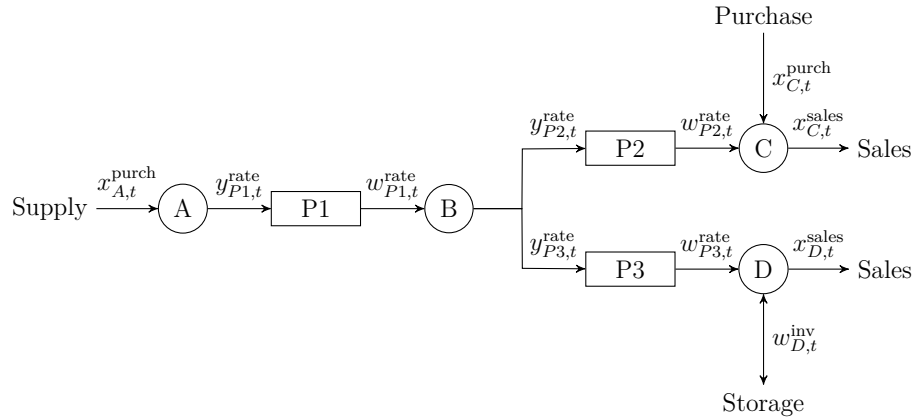 Purchase
x_{C,t}^{purch}
y_{P2,t}^{rate}
P2
w_{P2,t}^{rate}
C
x_{C,t}^{sales}
Sales
Supply
x_{A,t}^{purch}
A
y_{P1,t}^{rate}
P1
w_{P1,t}^{rate}
B
y_{P3,t}^{rate}
P3
w_{P3,t}^{rate}
D
x_{D,t}^{sales}
Sales
w_{D,t}^{inv}
Storage